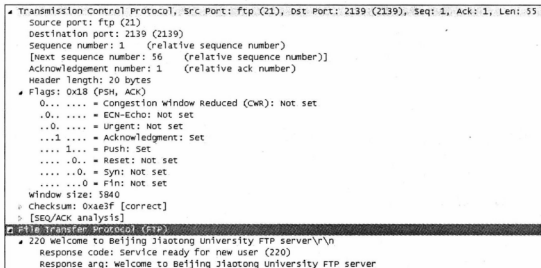 Transmission Control Protocol, Src Port: ftp (21), Dst Port: 2139 (2139), Seq: 1, Ack: 1, Len: 55
Source port: ftp (21)
Destination port: 2139 (2139)
Sequence number: 1 (relative sequence number)
[Next sequence number: 56 (relative sequence number)]
Acknowledgement number: 1 (relative ack number)
Header length: 20 bytes
Flags: 0x18 (PSH, ACK)
0... .... = Congestion Window Reduced (CWR): Not set
.0.. .... = ECN-Echo: Not set
..0. .... = Urgent: Not set
...1 .... = Acknowledgment: Set
.... 1... = Push: Set
.... .0.. = Reset: Not set
.... ..0. = Syn: Not set
.... ...0 = Fin: Not set
Window size: 5840
Checksum: 0xae3f [correct]
[SEQ/ACK analysis]
File Transfer Protocol (FTP)
220 Welcome to Beijing Jiaotong University FTP server\r\n
Response code: Service ready for new user (220)
Response arg: Welcome to Beijing Jiaotong University FTP server